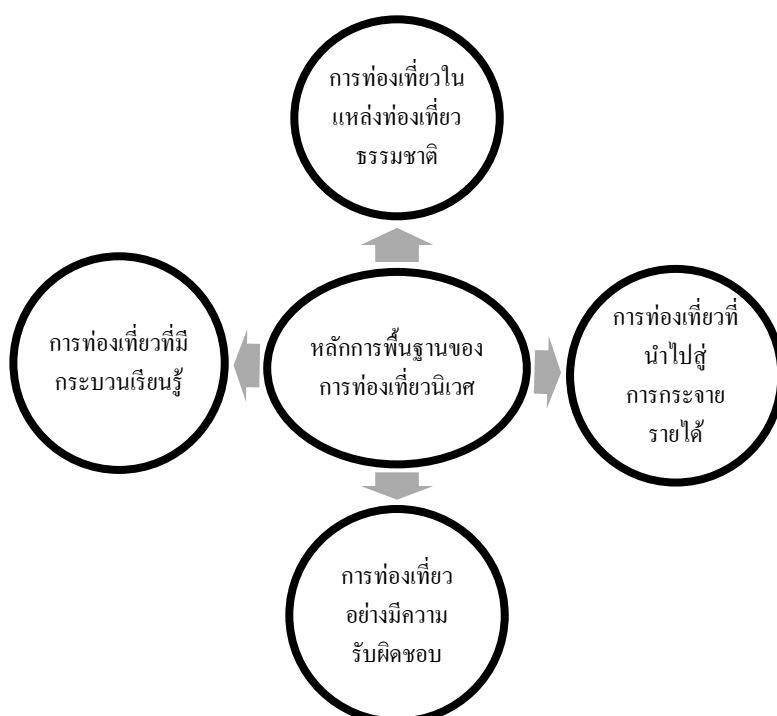 การท่องเที่ยวใน
แหล่งท่องเที่ยว
ธรรมชาติ
การท่องเที่ยวที่มี
กระบวนเรียนรู้
หลักการพื้นฐานของ
การท่องเที่ยวนิเวศ
การท่องเที่ยวที่
นำไปสู่
การกระจาย
รายได้
การท่องเที่ยว
อย่างมีความ
รับผิดชอบ